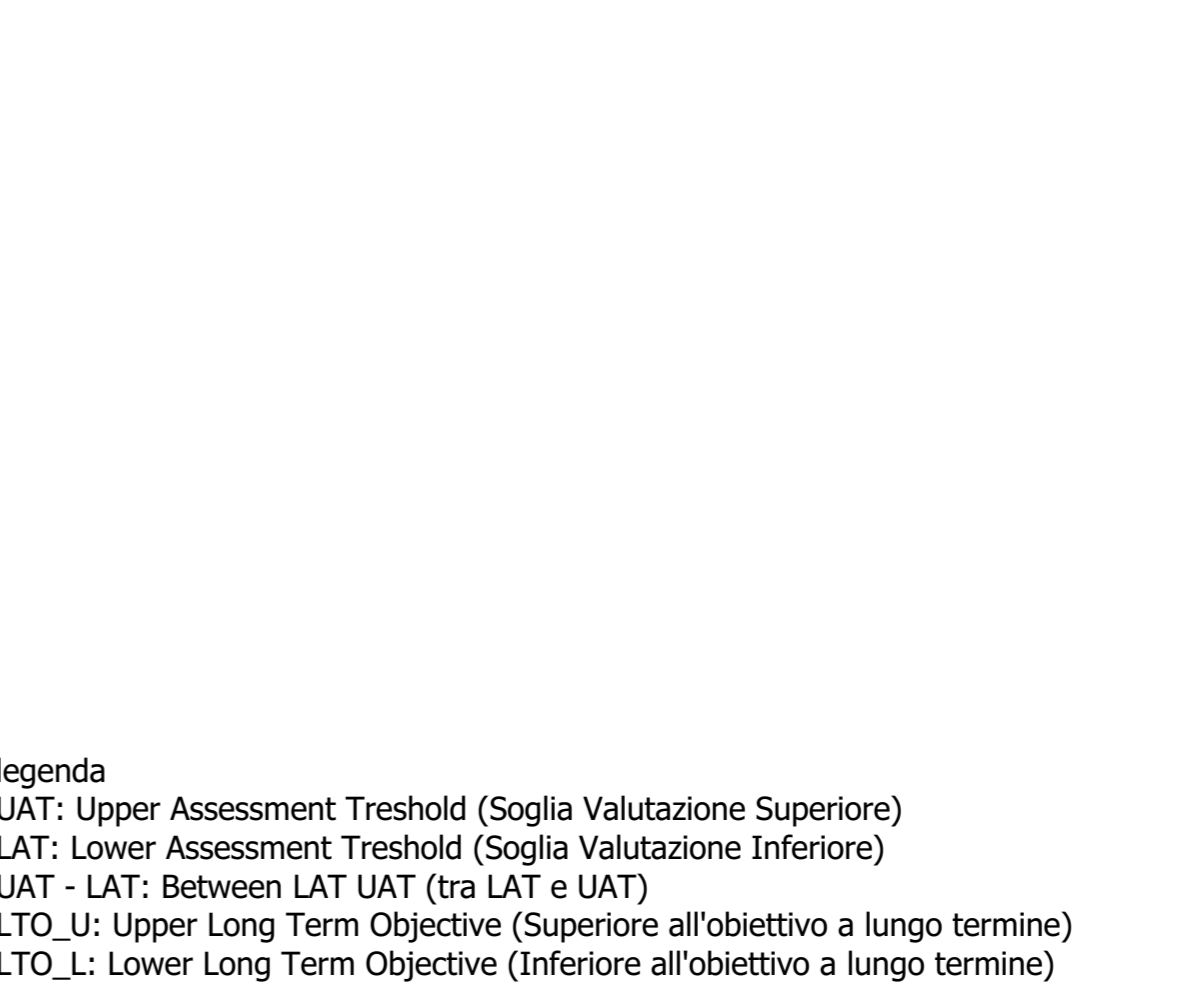 legenda
UAT: Upper Assessment Treshold (Soglia Valutazione Superiore)
LAT: Lower Assessment Treshold (Soglia Valutazione Inferiore)
UAT - LAT: Between LAT UAT (tra LAT e UAT)
LTO_U: Upper Long Term Objective (Superiore all'obiettivo a lungo termine)
LTO_L: Lower Long Term Objective (Inferiore all'obiettivo a lungo termine)